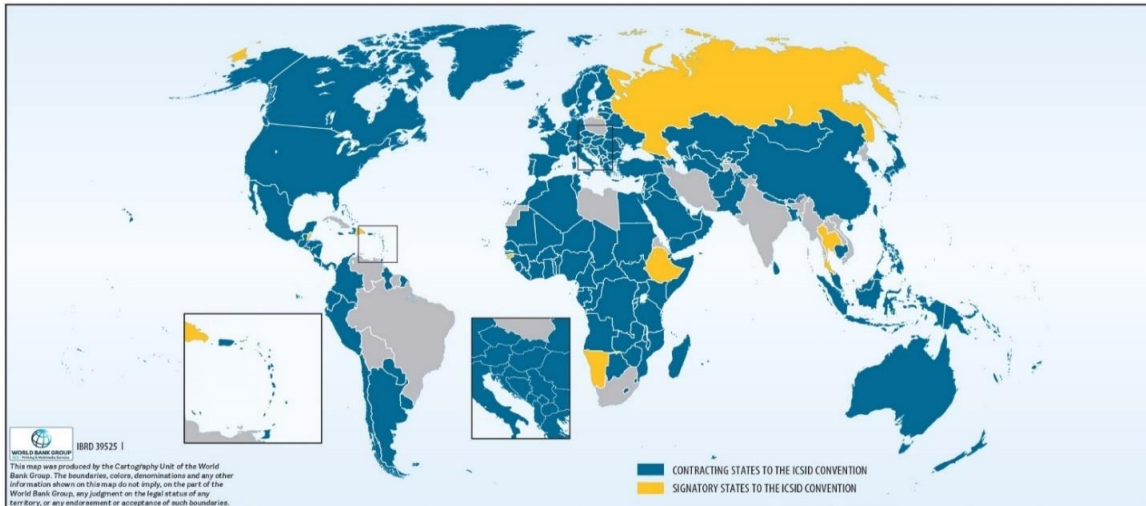 WORLD BANK GROUP
Printing & Multimedia Services
IBRD 39525 |
This map was produced by the Cartography Unit of the World
Bank Group. The boundaries, colors, denominations and any other
information shown on this map do not imply, on the part of the
World Bank Group, any judgment on the legal status of any
territory, or any endorsement or acceptance of such boundaries.
CONTRACTING STATES TO THE ICSID CONVENTION
SIGNATORY STATES TO THE ICSID CONVENTION